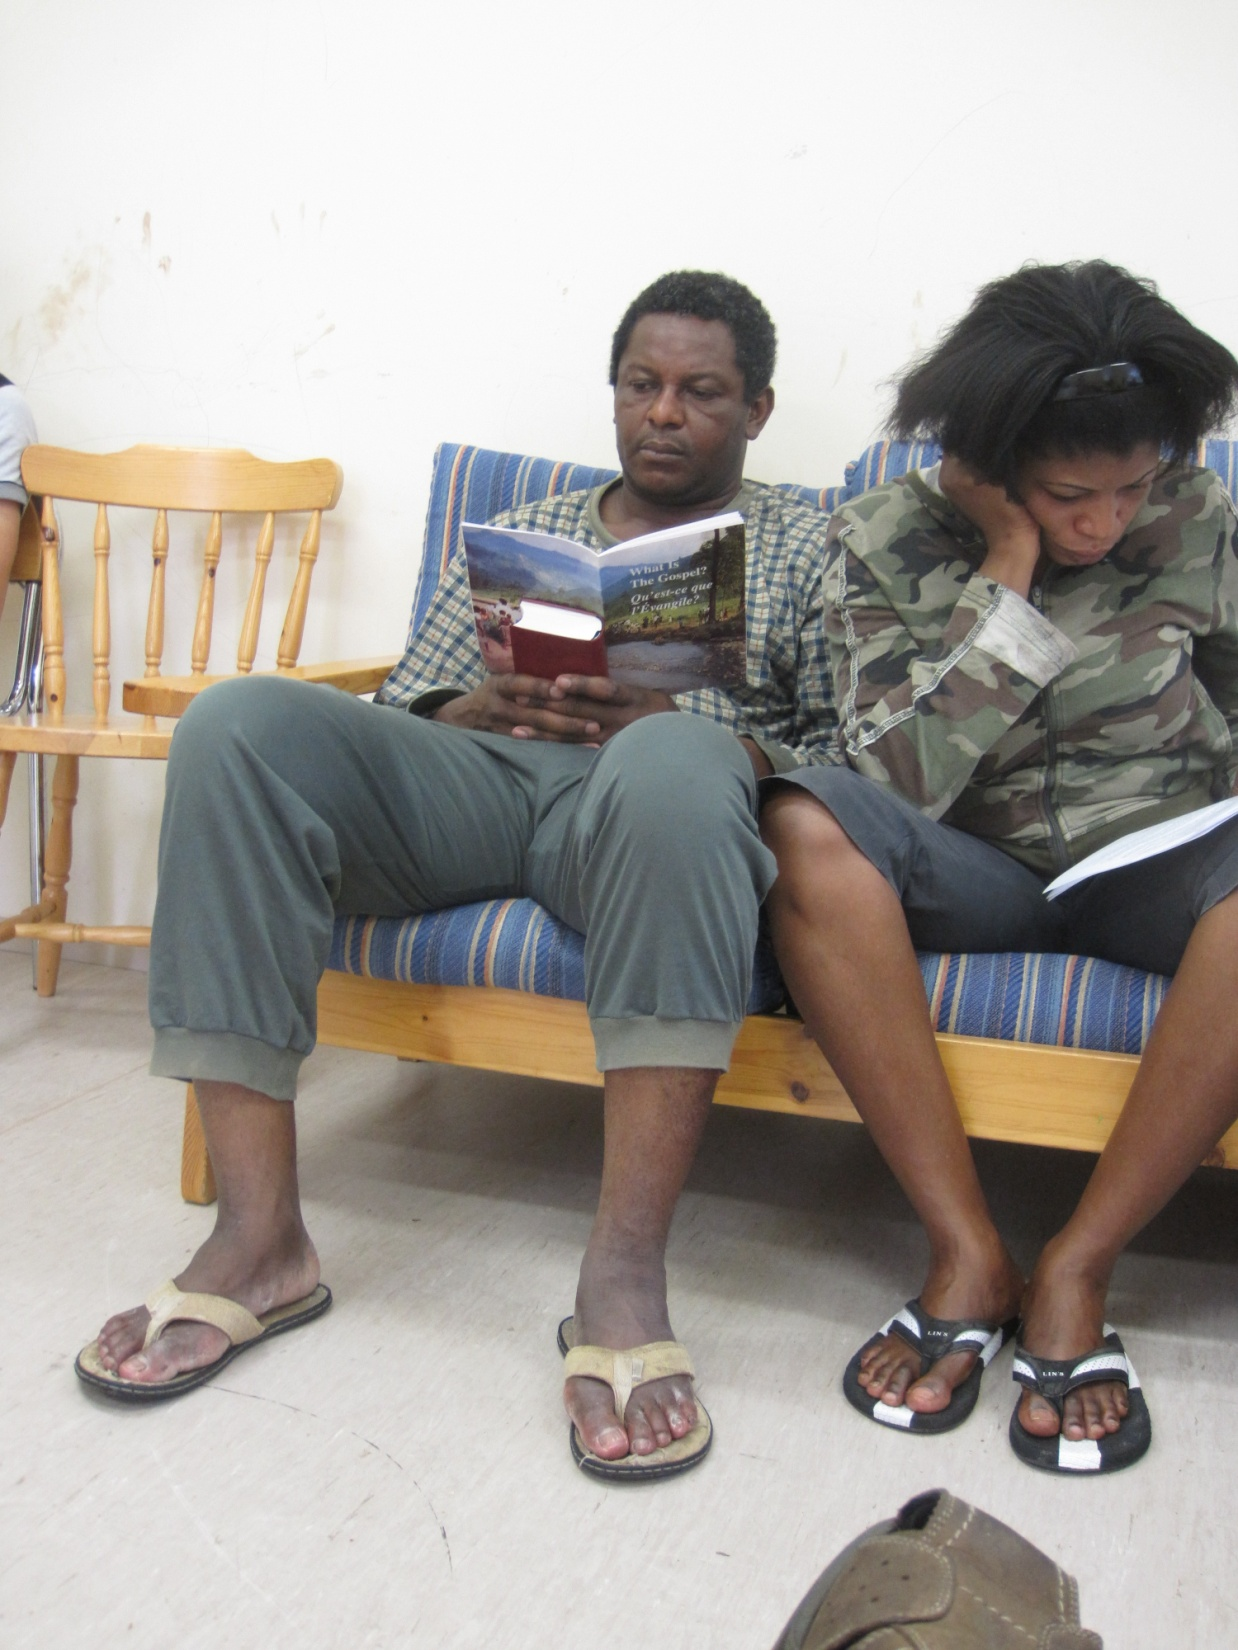 What Is
The Gospel?
Qu'est-ce que
l'Évangile?
LIN'S
LIN'S